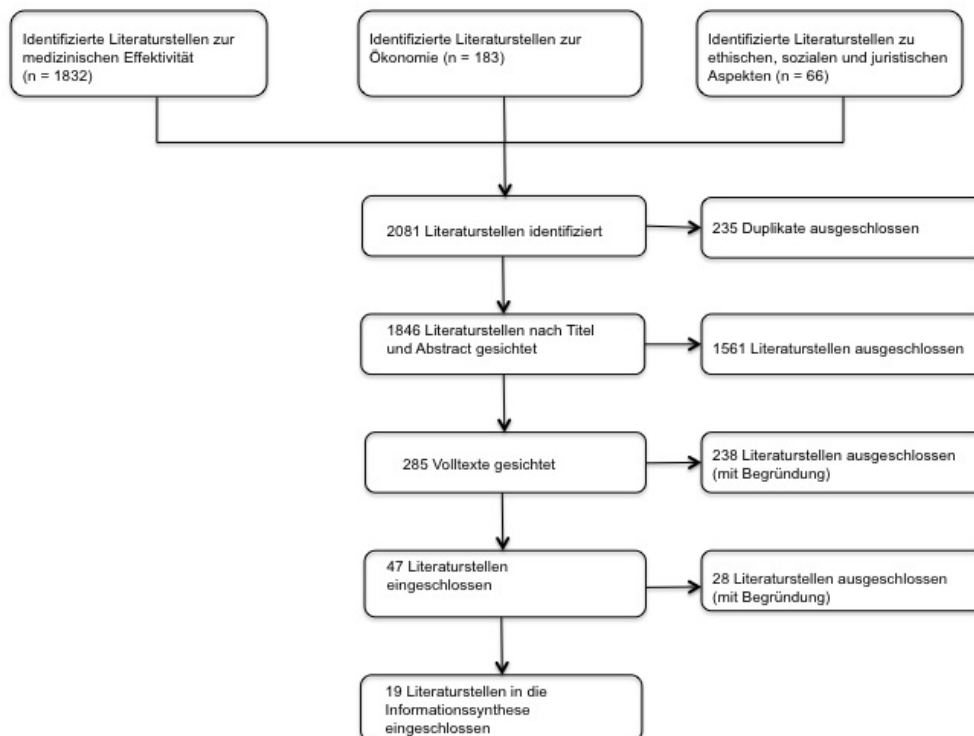 Identifizierte Literaturstellen zur
medizinischen Effektivität
(n = 1832)
Identifizierte Literaturstellen zur
Ökonomie (n = 183)
Identifizierte Literaturstellen zu
ethischen, sozialen und juristischen
Aspekten (n = 66)
2081 Literaturstellen identifiziert
235 Duplikate ausgeschlossen
1846 Literaturstellen nach Titel
und Abstract gesichtet
1561 Literaturstellen ausgeschlossen
285 Volltexte gesichtet
238 Literaturstellen ausgeschlossen
(mit Begründung)
47 Literaturstellen
eingeschlossen
28 Literaturstellen ausgeschlossen
(mit Begründung)
19 Literaturstellen in die
Informationssynthese
eingeschlossen